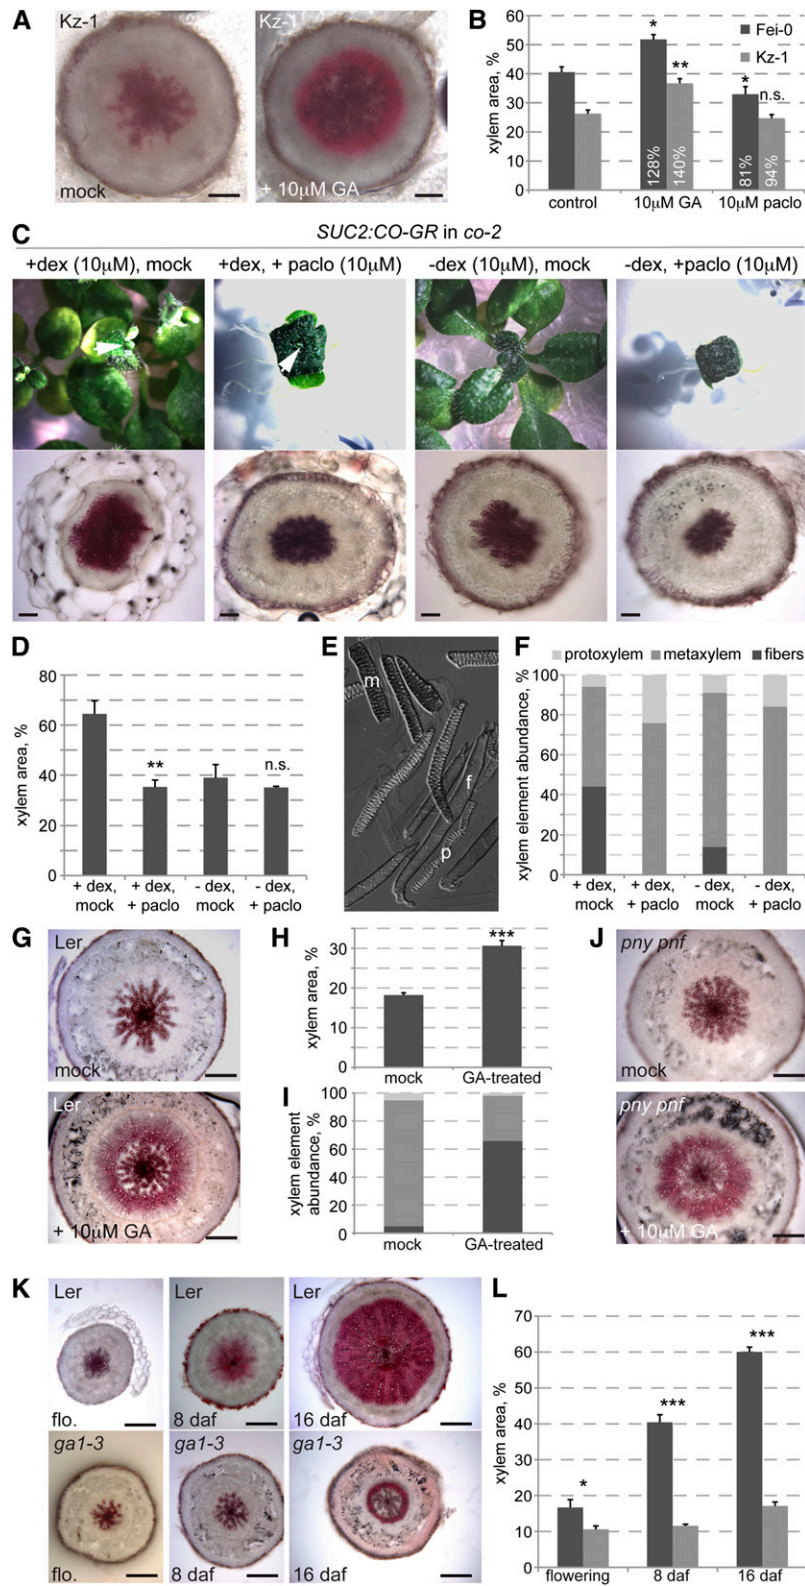 A
Kz-1
mock
Kz-1
+ 10μM GA
B
xylem area, %
60
50
40
30
20
10
0
Fei-0
Kz-1
*
**
*
n.s.
128%
140%
81%
94%
control
10μM GA
10μM paclo
C
SUC2:CO-GR in co-2
+dex (10μM), mock
+dex, + paclo (10μM)
-dex (10μM), mock
-dex, +paclo (10μM)
D
xylem area, %
80
60
40
20
0
**
n.s.
+ dex, mock
+ dex, + paclo
- dex, mock
- dex, + paclo
E
m
f
p
F
protoxylem
metaxylem
fibers
xylem element abundance, %
100
80
60
40
20
0
+ dex, mock
+ dex, + paclo
-dex, mock
- dex, + paclo
G
Ler
mock
Ler
+ 10μM GA
H
xylem area, %
30
20
10
0
***
mock
GA-treated
I
xylem element abundance, %
100
80
60
40
20
0
mock
GA-treated
J
pny pnf
mock
pny pnf
+ 10μM GA
K
Ler
flo.
Ler
8 daf
Ler
16 daf
ga1-3
flo.
ga1-3
8 daf
ga1-3
16 daf
L
xylem area, %
70
60
50
40
30
20
10
0
*
***
***
flowering
8 daf
16 daf